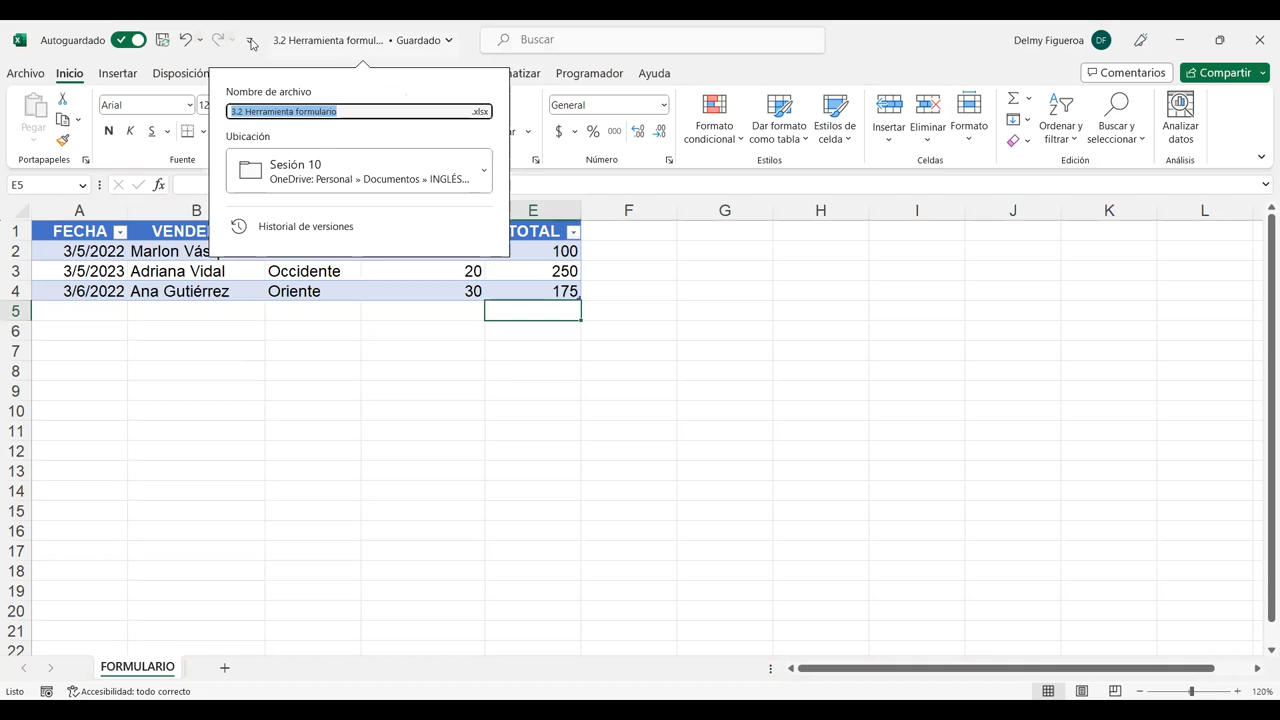 Autoguardado
3.2 Herramienta formul... • Guardado
Buscar
Delmy Figueroa
DF
Archivo
Inicio
Insertar
Disposición
matizar
Programador
Ayuda
Comentarios
Compartir
Pegar
Portapapeles
Arial
12
N K S
Fuente
General
$ % 000
Número
Formato condicional
Dar formato como tabla
Estilos de celda
Estilos
Insertar
Eliminar
Formato
Celdas
Ordenar y filtrar
Buscar y seleccionar
Edición
Analizar datos
Análisis
Nombre de archivo
3.2 Herramienta formulario .xlsx
Ubicación
Sesión 10
OneDrive: Personal » Documentos » INGLÉS...
Historial de versiones
E5
fx
A B E F G H I J K L
1 FECHA VENDE TOTAL
2 3/5/2022 Marlon Vás 100
3 3/5/2023 Adriana Vidal Occidente 20 250
4 3/6/2022 Ana Gutiérrez Oriente 30 175
5
6
7
8
9
10
11
12
13
14
15
16
17
18
19
20
21
22
FORMULARIO
Listo
Accesibilidad: todo correcto
120%